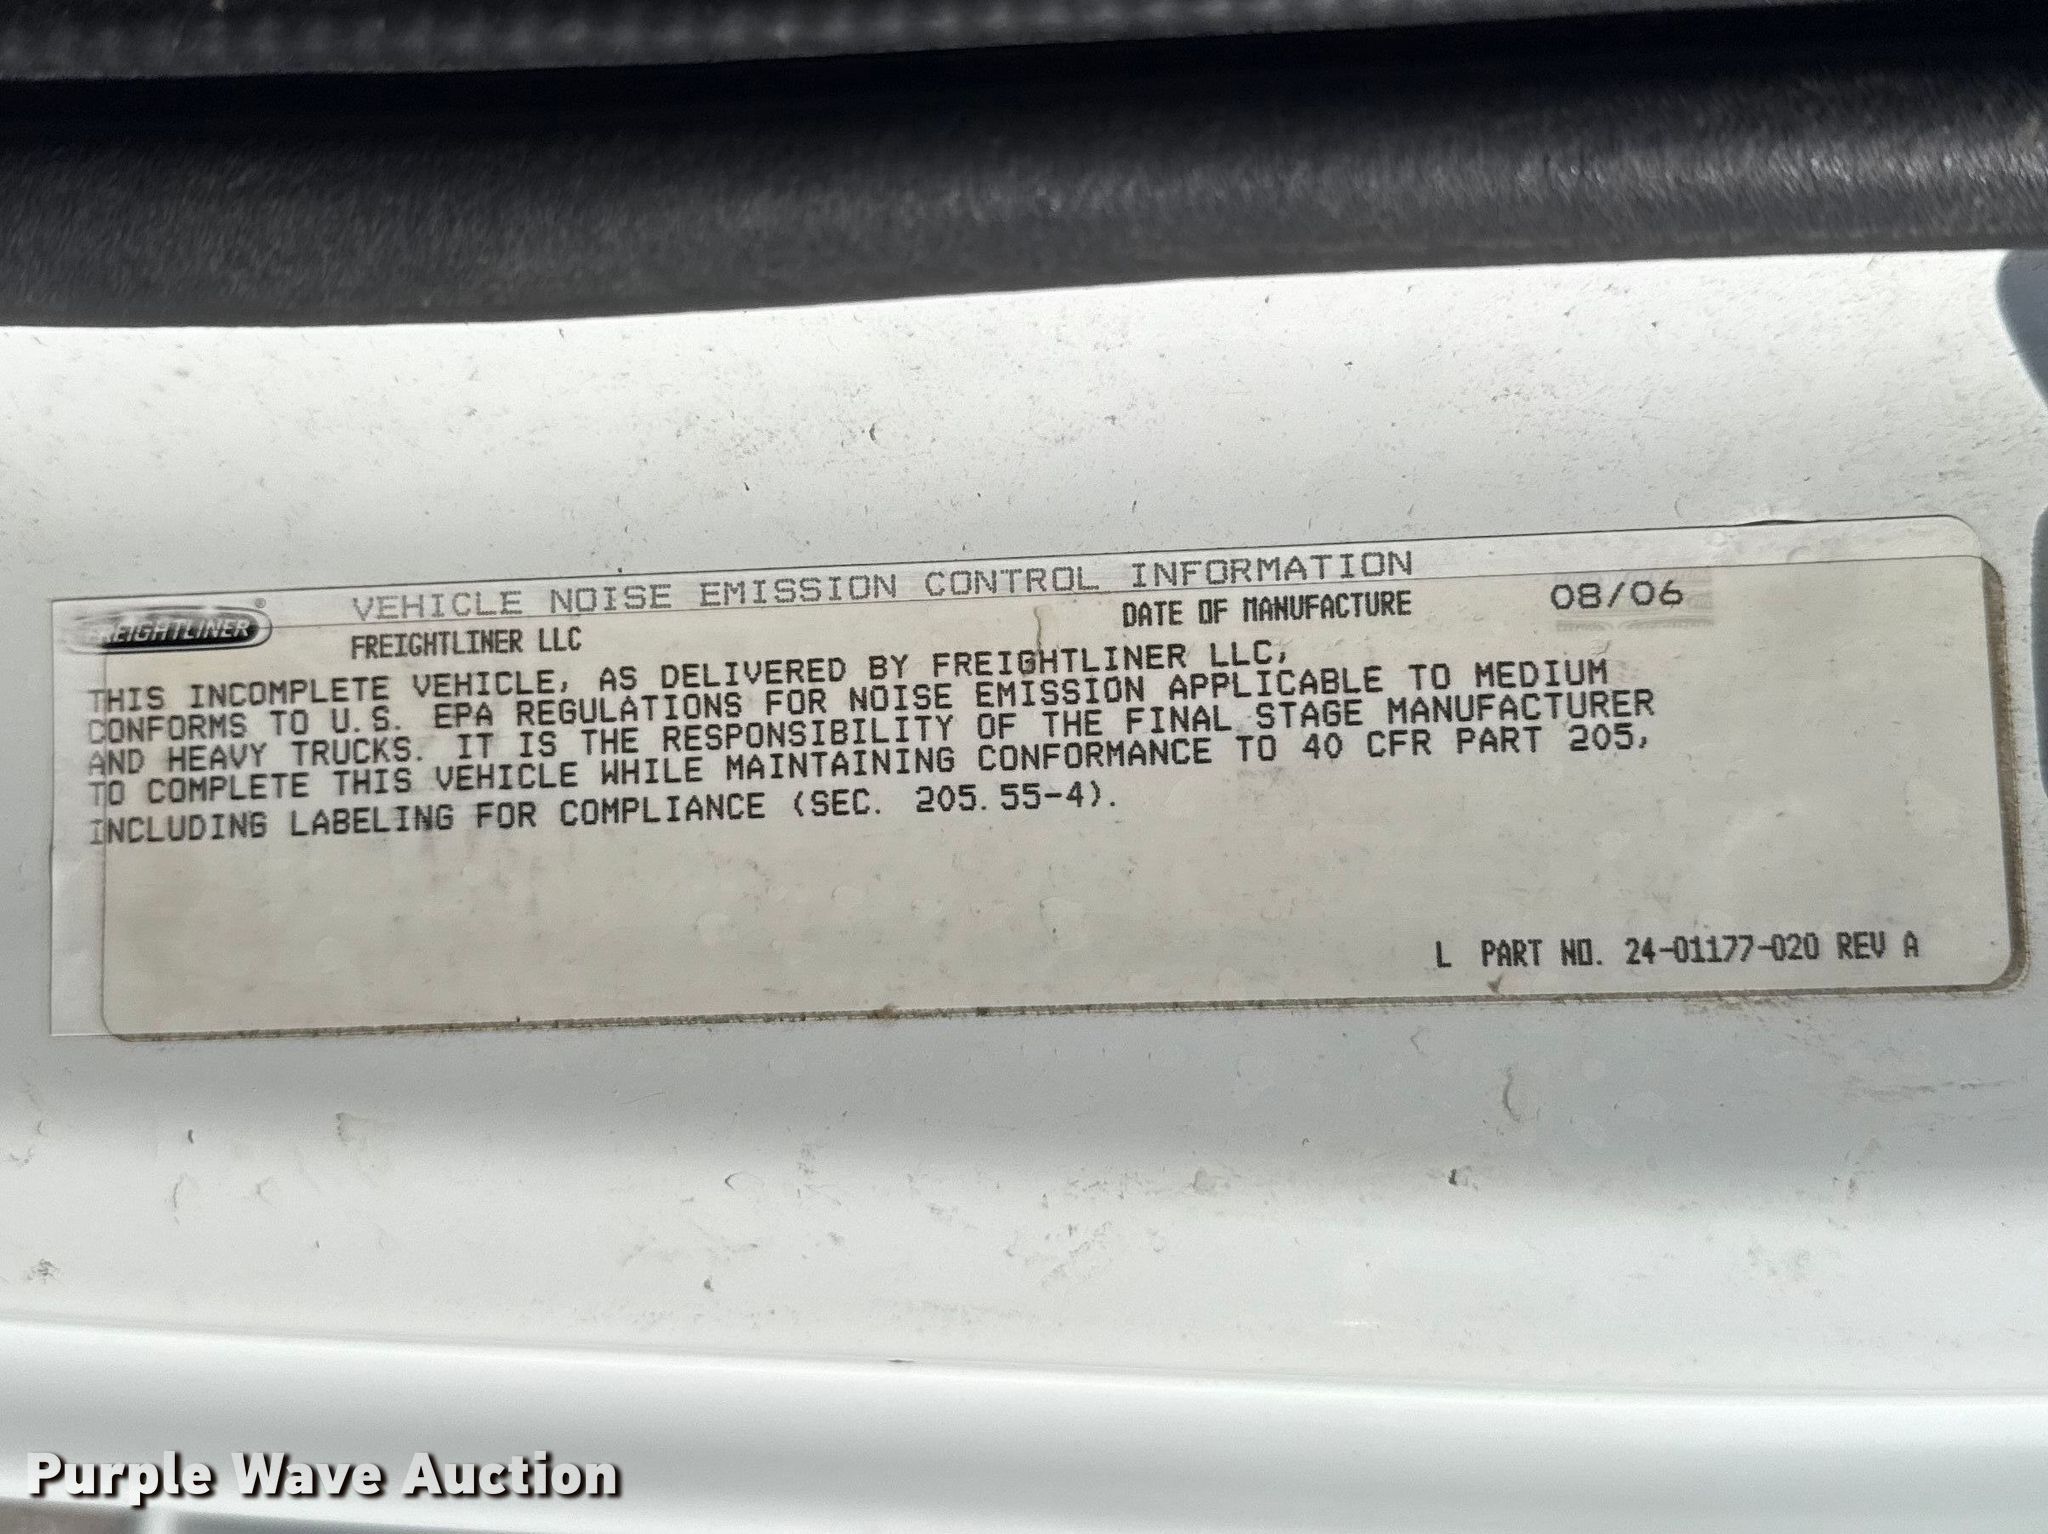 FREIGHTLINER®
VEHICLE NOISE EMISSION CONTROL INFORMATION
FREIGHTLINER LLC
DATE OF MANUFACTURE 08/06
THIS INCOMPLETE VEHICLE, AS DELIVERED BY FREIGHTLINER LLC,
CONFORMS TO U.S. EPA REGULATIONS FOR NOISE EMISSION APPLICABLE TO MEDIUM
AND HEAVY TRUCKS. IT IS THE RESPONSIBILITY OF THE FINAL STAGE MANUFACTURER
TO COMPLETE THIS VEHICLE WHILE MAINTAINING CONFORMANCE TO 40 CFR PART 205,
INCLUDING LABELING FOR COMPLIANCE (SEC. 205.55-4).
L PART NO. 24-01177-020 REV A
Purple Wave Auction